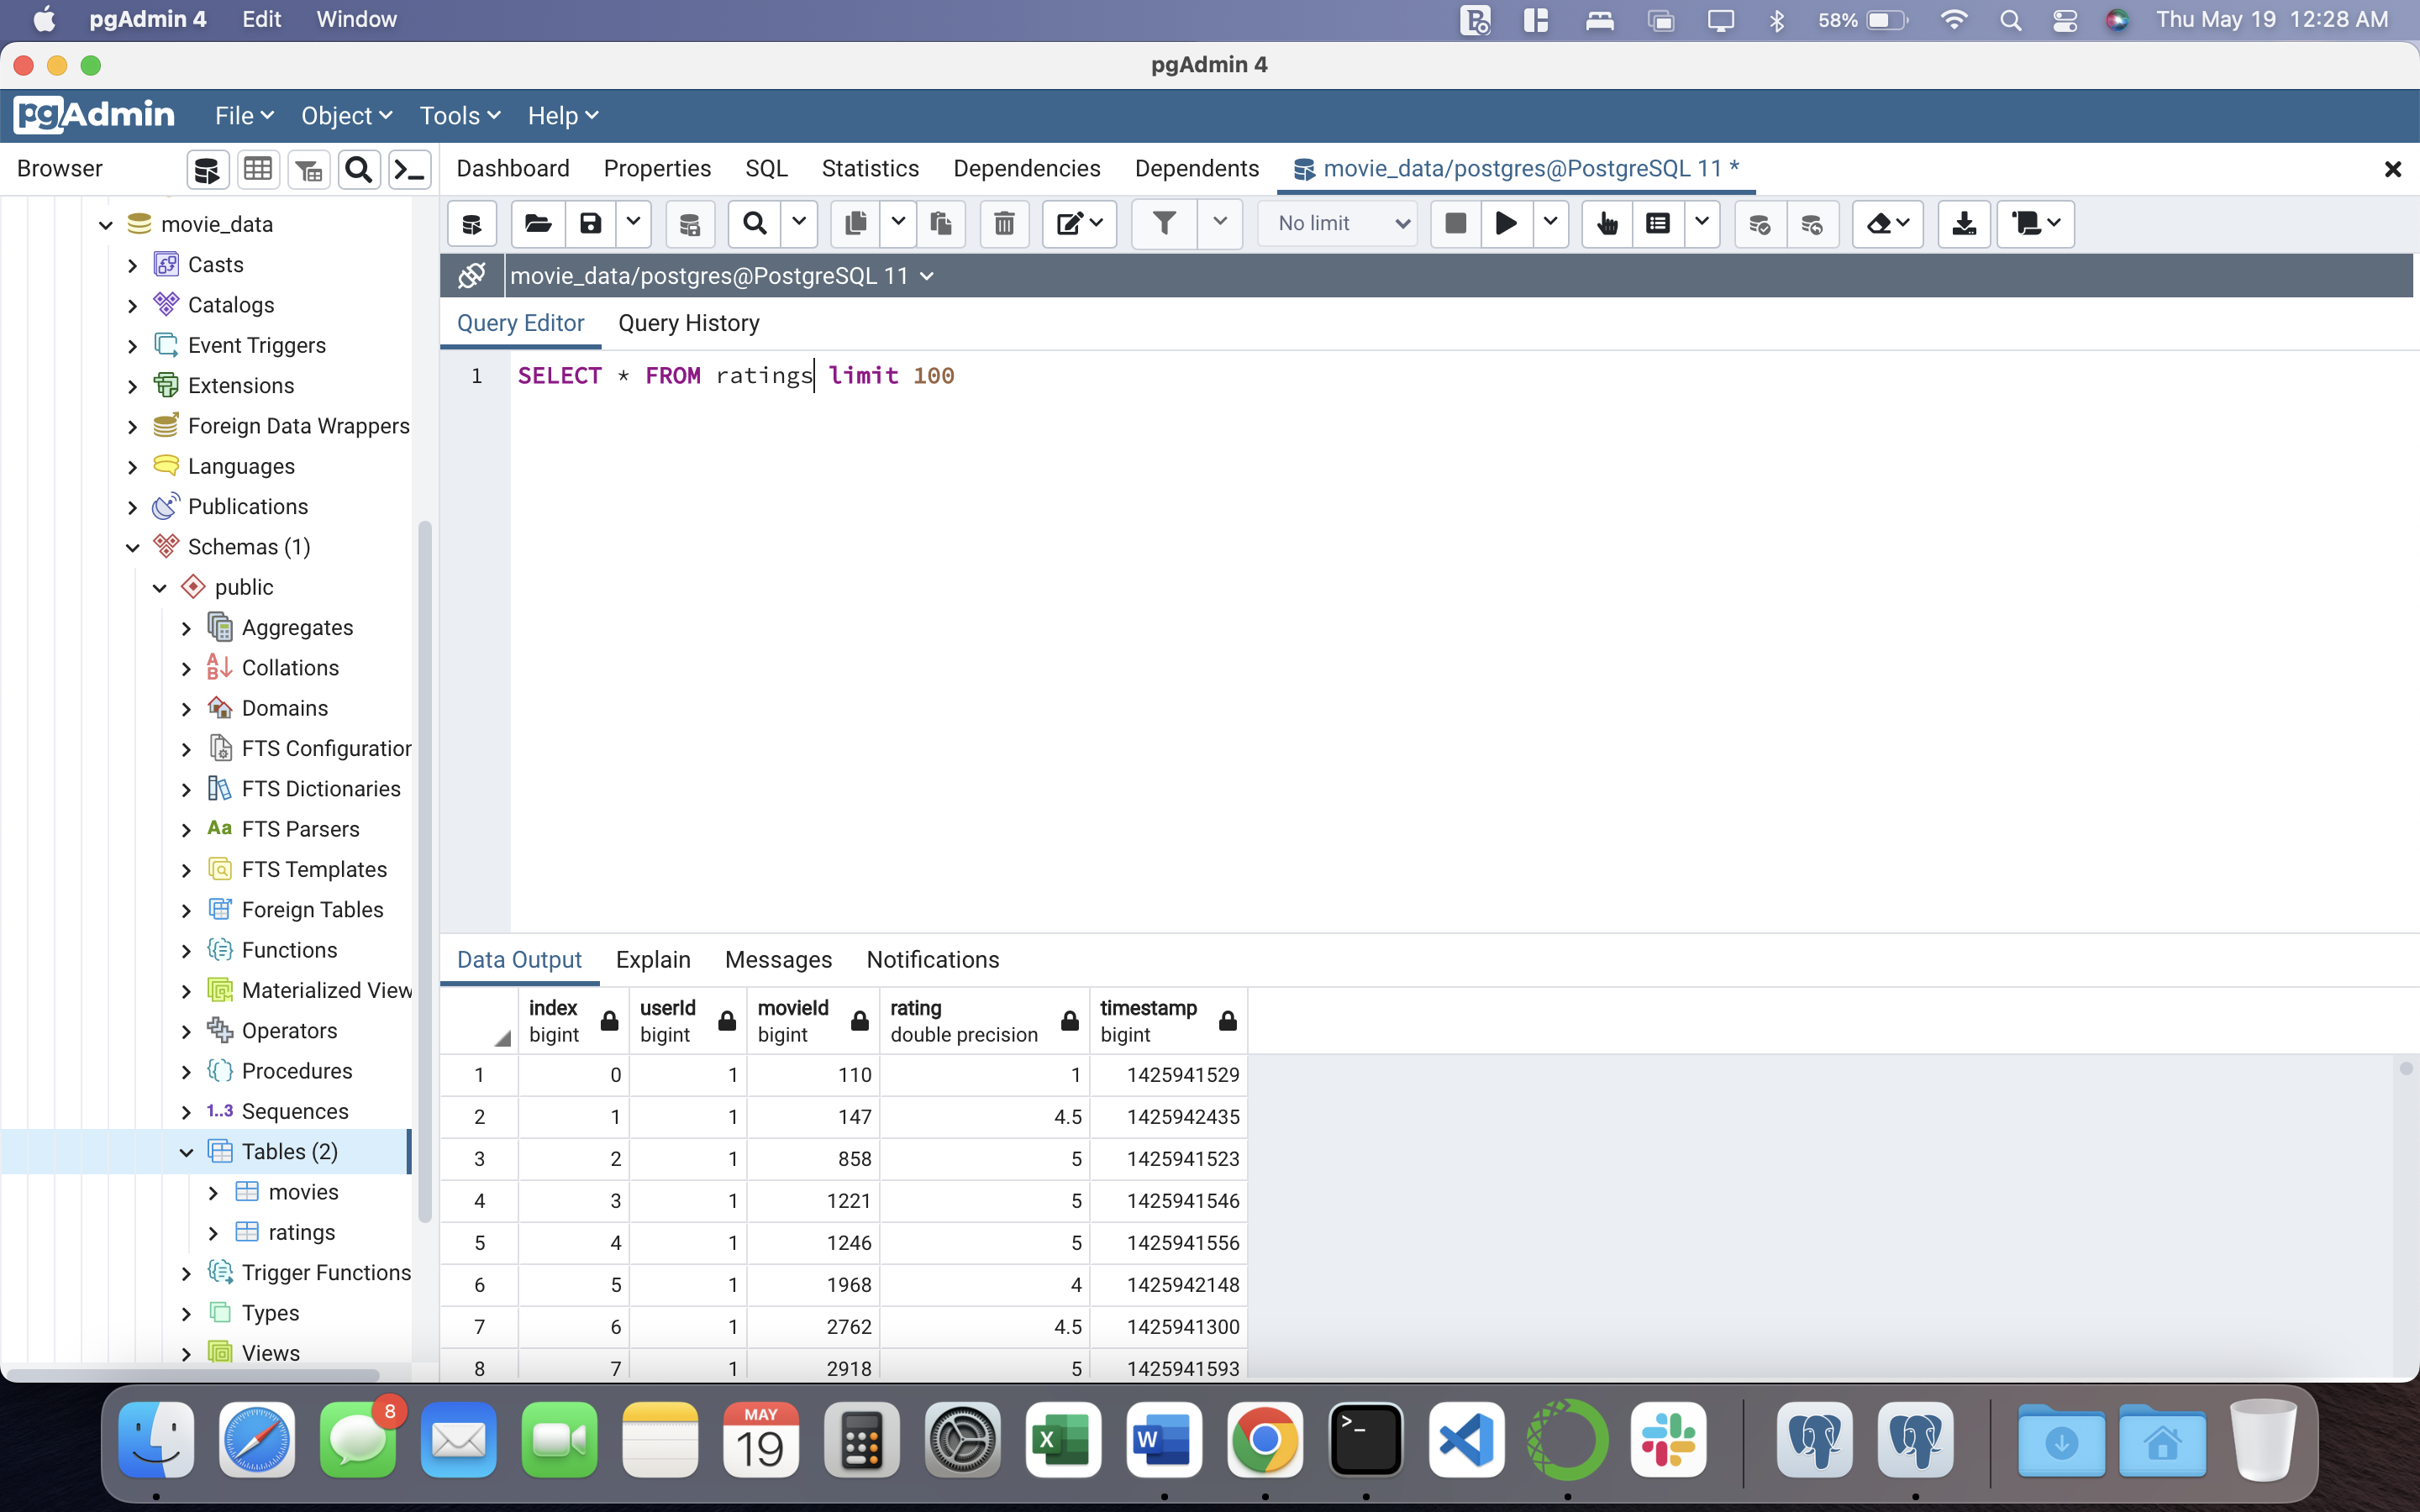 pgAdmin 4 Edit Window 58% Thu May 19 12:28 AM
pgAdmin 4
pgAdmin File Object Tools Help
Browser Dashboard Properties SQL Statistics Dependencies Dependents movie_data/postgres@PostgreSQL 11 *
No limit
movie_data/postgres@PostgreSQL 11
Query Editor Query History
1 SELECT * FROM ratings limit 100
movie_data
Casts
Catalogs
Event Triggers
Extensions
Foreign Data Wrappers
Languages
Publications
Schemas (1)
public
Aggregates
Collations
Domains
FTS Configuration
FTS Dictionaries
Aa FTS Parsers
FTS Templates
Foreign Tables
Functions
Materialized View
Operators
Procedures
1..3 Sequences
Tables (2)
movies
ratings
Trigger Functions
Types
Views
Data Output Explain Messages Notifications
index userId movieId rating timestamp
bigint bigint bigint double precision bigint
1 0 1 110 1 1425941529
2 1 1 147 4.5 1425942435
3 2 1 858 5 1425941523
4 3 1 1221 5 1425941546
5 4 1 1246 5 1425941556
6 5 1 1968 4 1425942148
7 6 1 2762 4.5 1425941300
8 7 1 2918 5 1425941593
8
MAY
19
X
W
>_